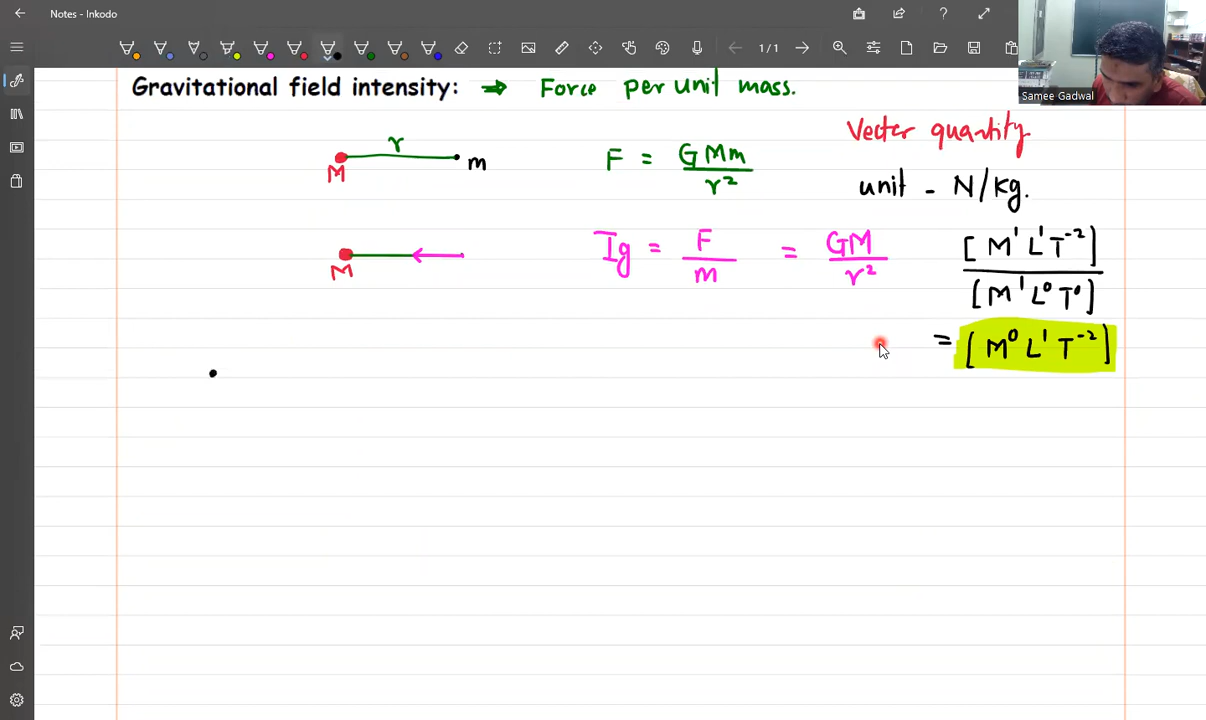 Notes - Inkodo
1/1
Samee Gadwal
Gravitational field intensity: ⇒ Force per unit mass.
Vector quantity
r
M m
F = GMm / r²
unit - N/kg.
M
Ig = F / m = GM / r²
[M¹L¹T⁻²] / [M¹L⁰T⁰]
= [M⁰L¹T⁻²]